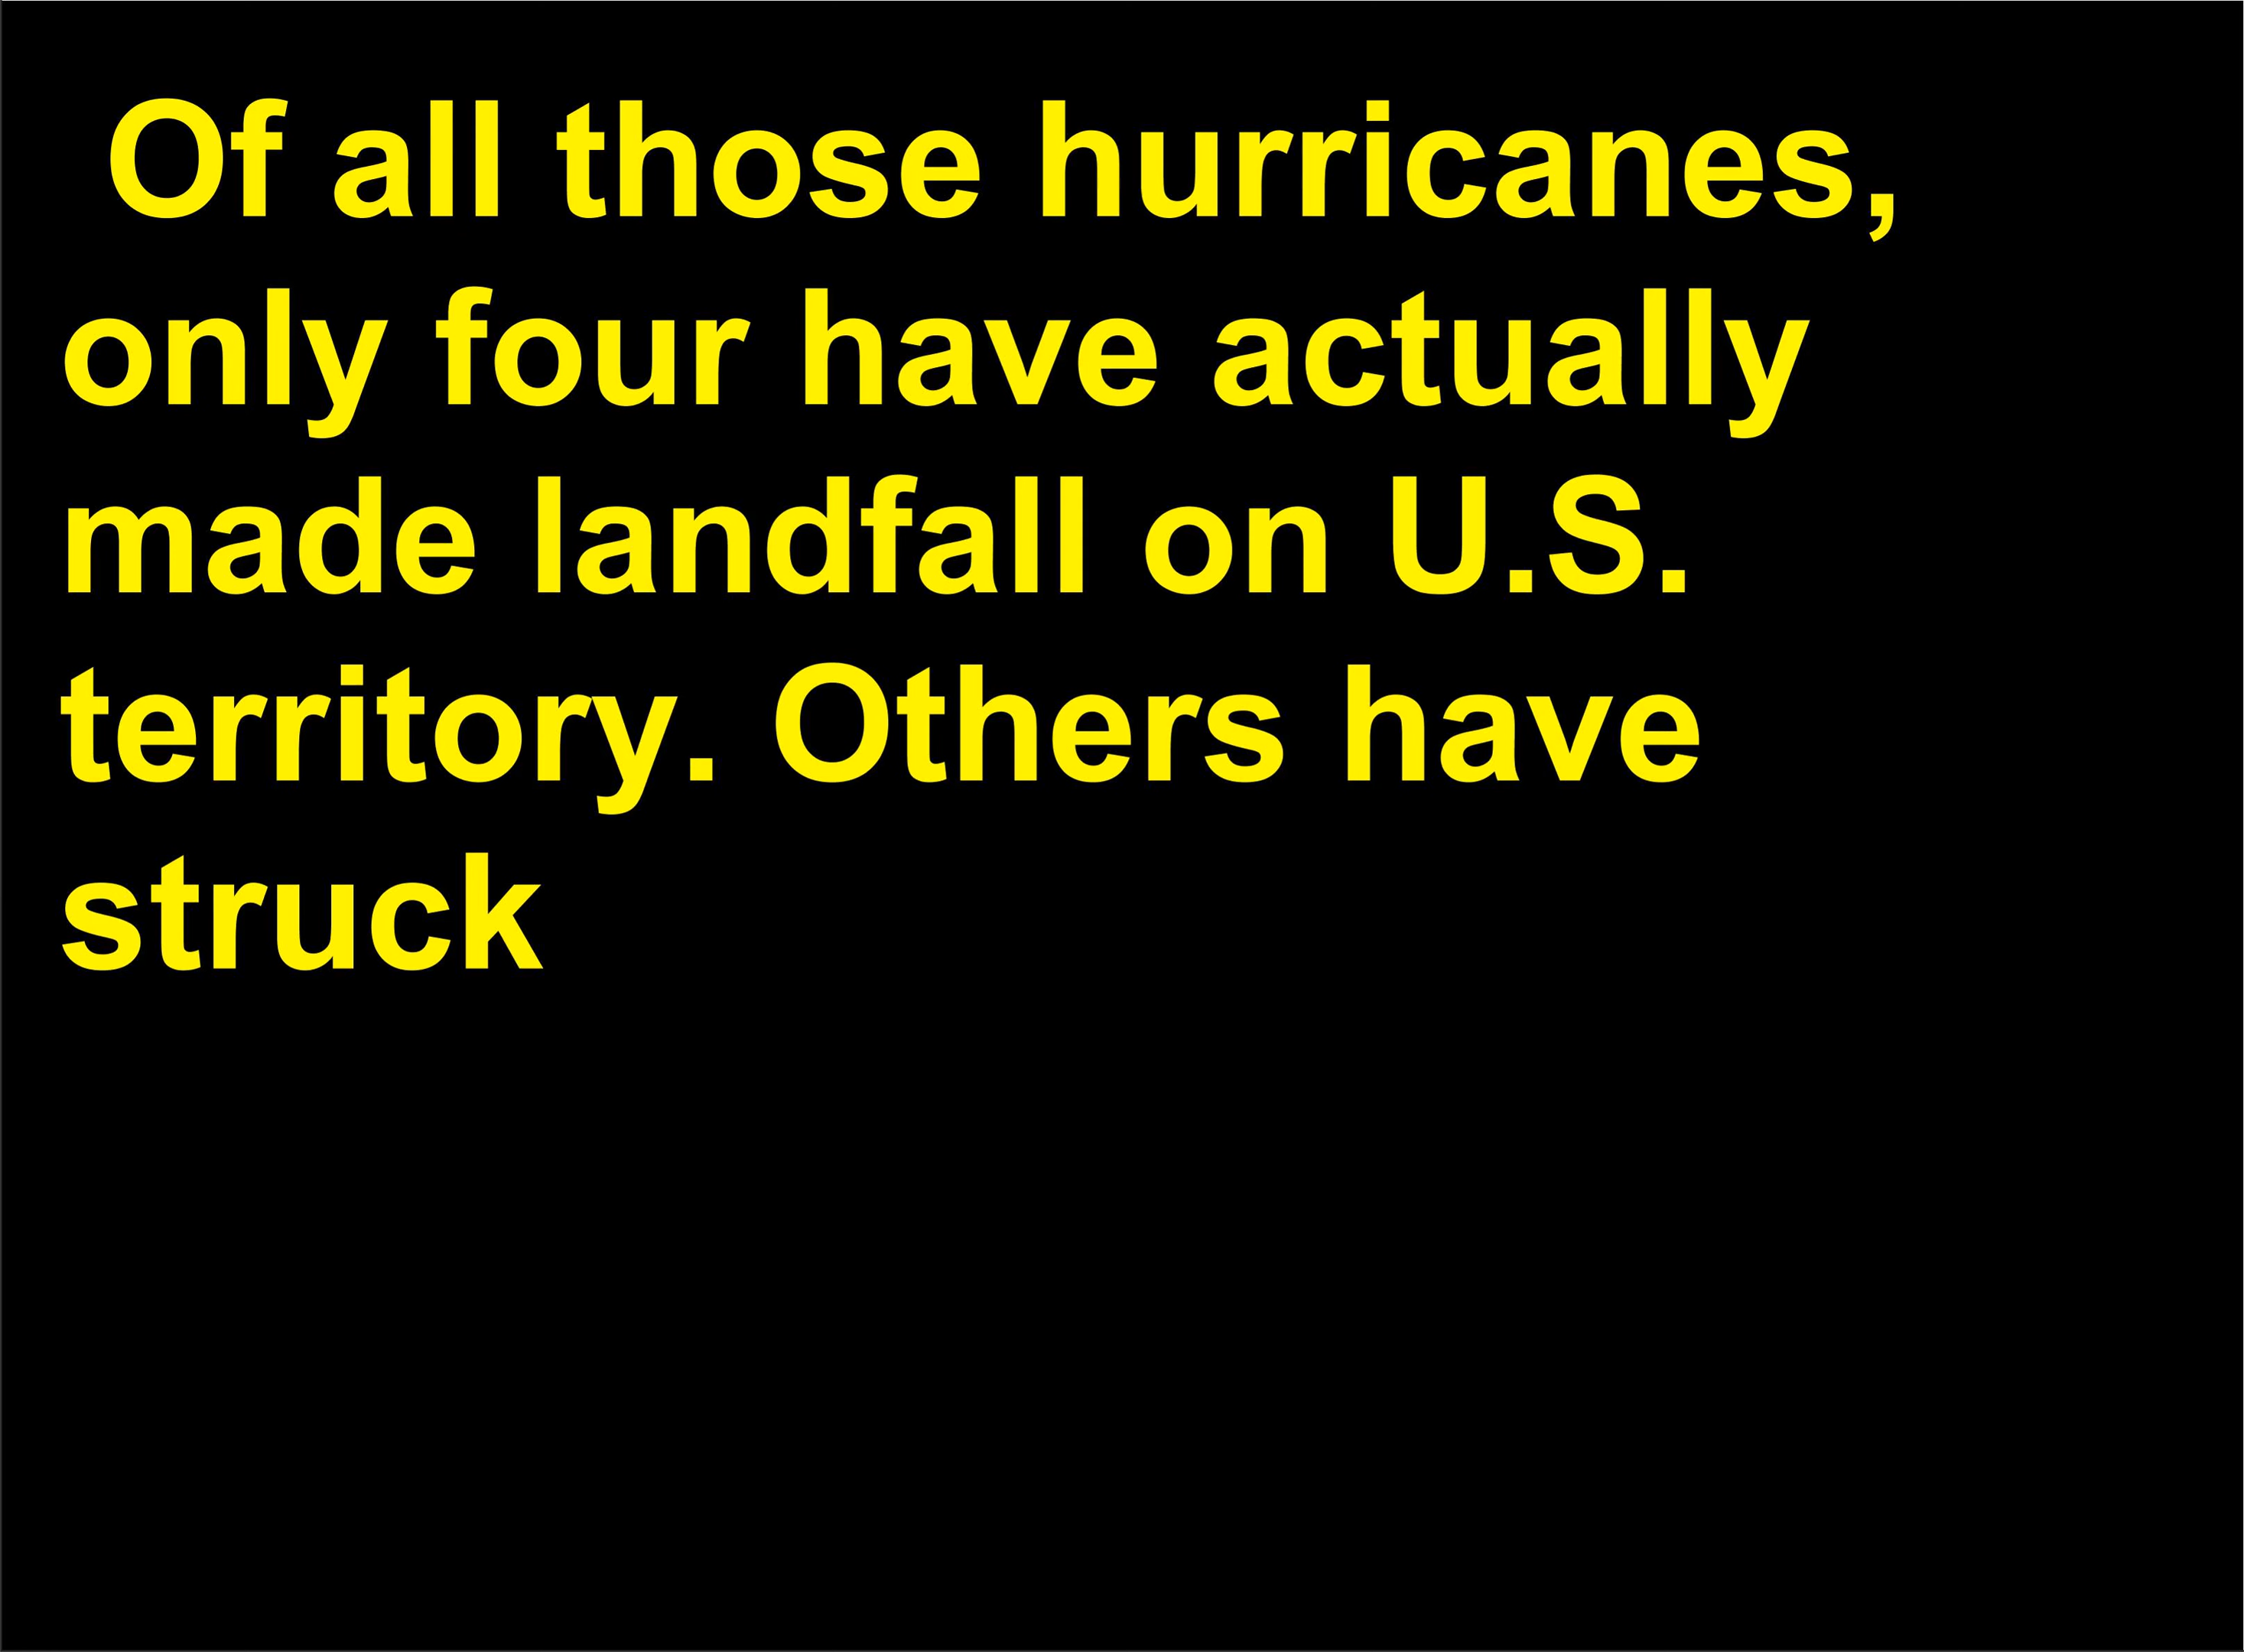 Of all those hurricanes,
only four have actually
made landfall on U.S.
territory. Others have
struck